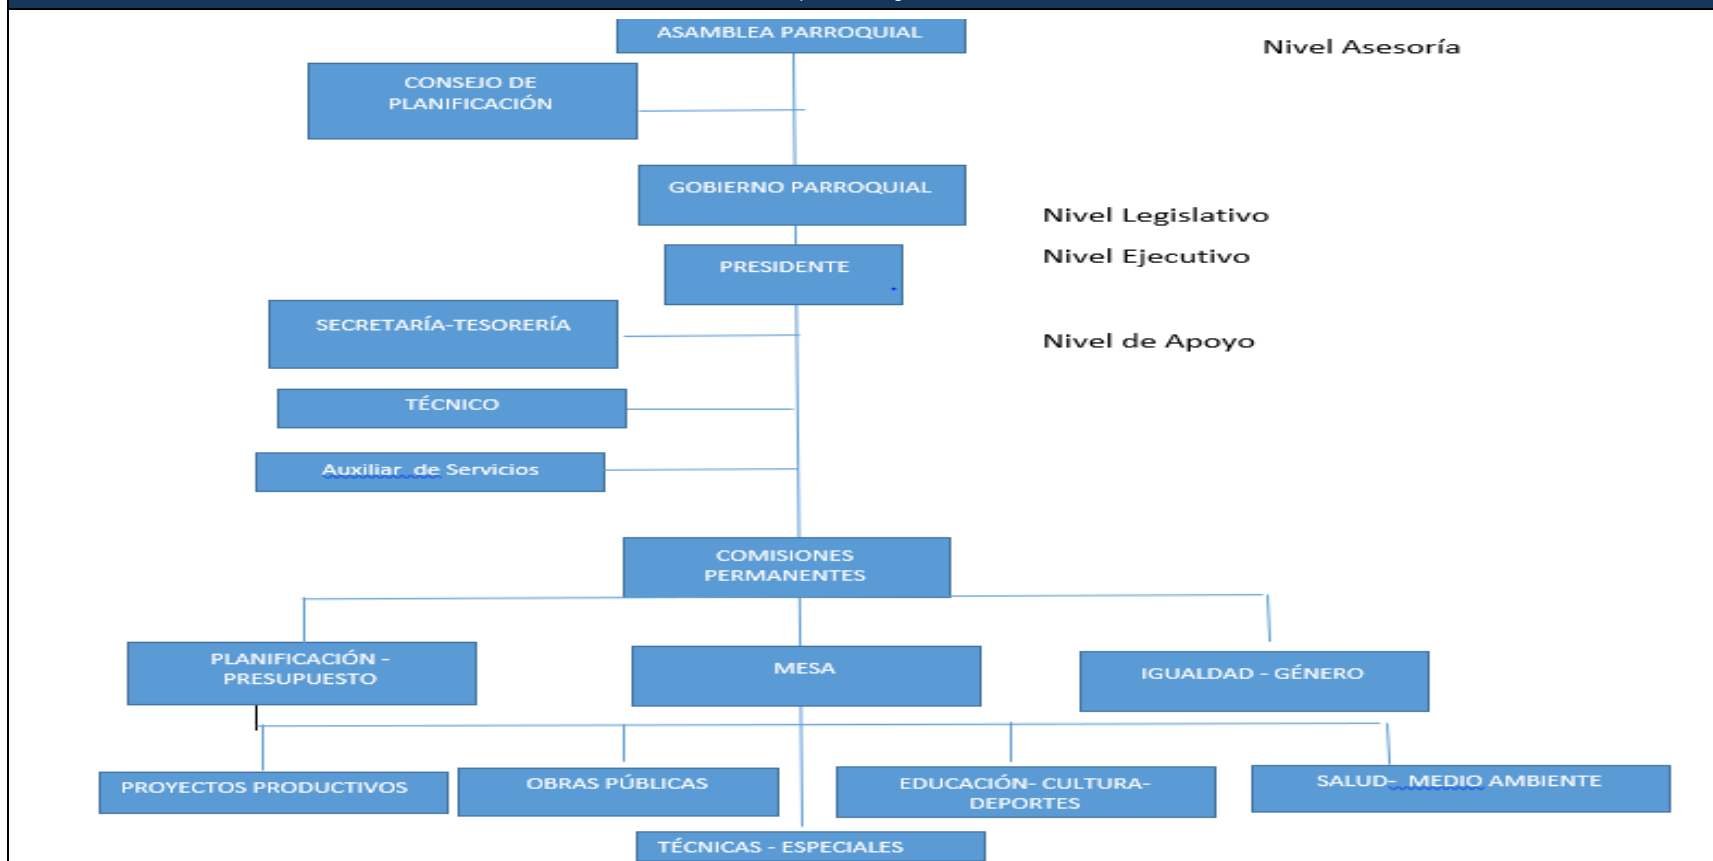 ASAMBLEA PARROQUIAL
Nivel Asesoría
CONSEJO DE
PLANIFICACIÓN
GOBIERNO PARROQUIAL
Nivel Legislativo
PRESIDENTE
Nivel Ejecutivo
SECRETARÍA-TESORERÍA
Nivel de Apoyo
TÉCNICO
Auxiliar de Servicios
COMISIONES
PERMANENTES
PLANIFICACIÓN -
PRESUPUESTO
MESA
IGUALDAD - GÉNERO
PROYECTOS PRODUCTIVOS
OBRAS PÚBLICAS
EDUCACIÓN- CULTURA-
DEPORTES
SALUD- MEDIO AMBIENTE
TÉCNICAS - ESPECIALES